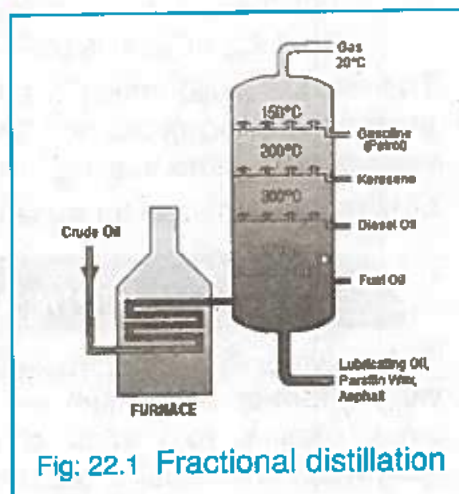 Gas
20°C
150°C
Gasoline
(Petrol)
200°C
Kerosene
300°C
Diesel Oil
Crude Oil
Fuel Oil
Lubricating Oil,
Paraffin Wax,
Asphalt
FURNACE
Fig: 22.1 Fractional distillation